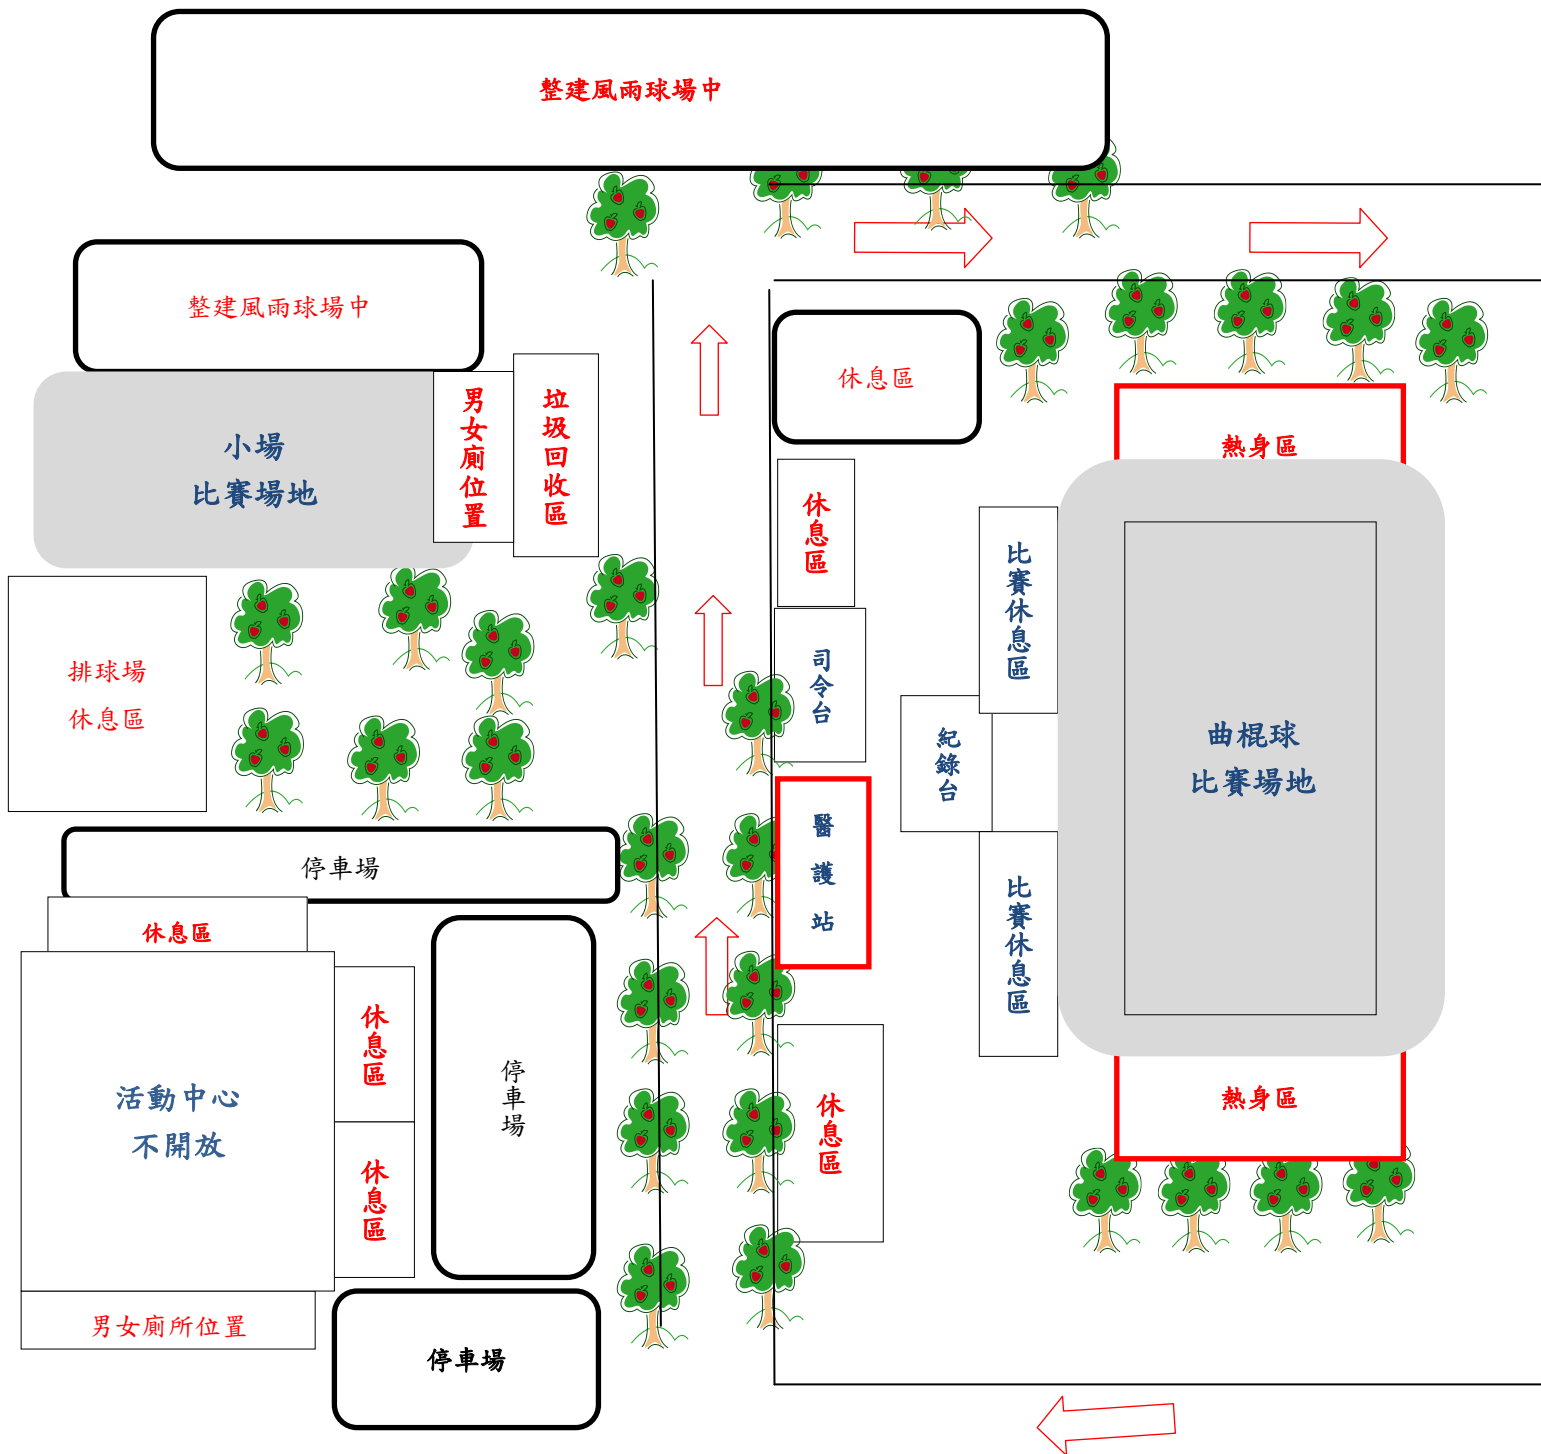 整建風雨球場中
整建風雨球場中
休息區
熱身區
小場
比賽場地
男女廁位置
垃圾回收區
休息區
比賽休息區
排球場
休息區
司令台
紀錄台
曲棍球
比賽場地
醫護站
停車場
比賽休息區
休息區
休息區
停車場
活動中心
不開放
休息區
休息區
熱身區
男女廁所位置
停車場